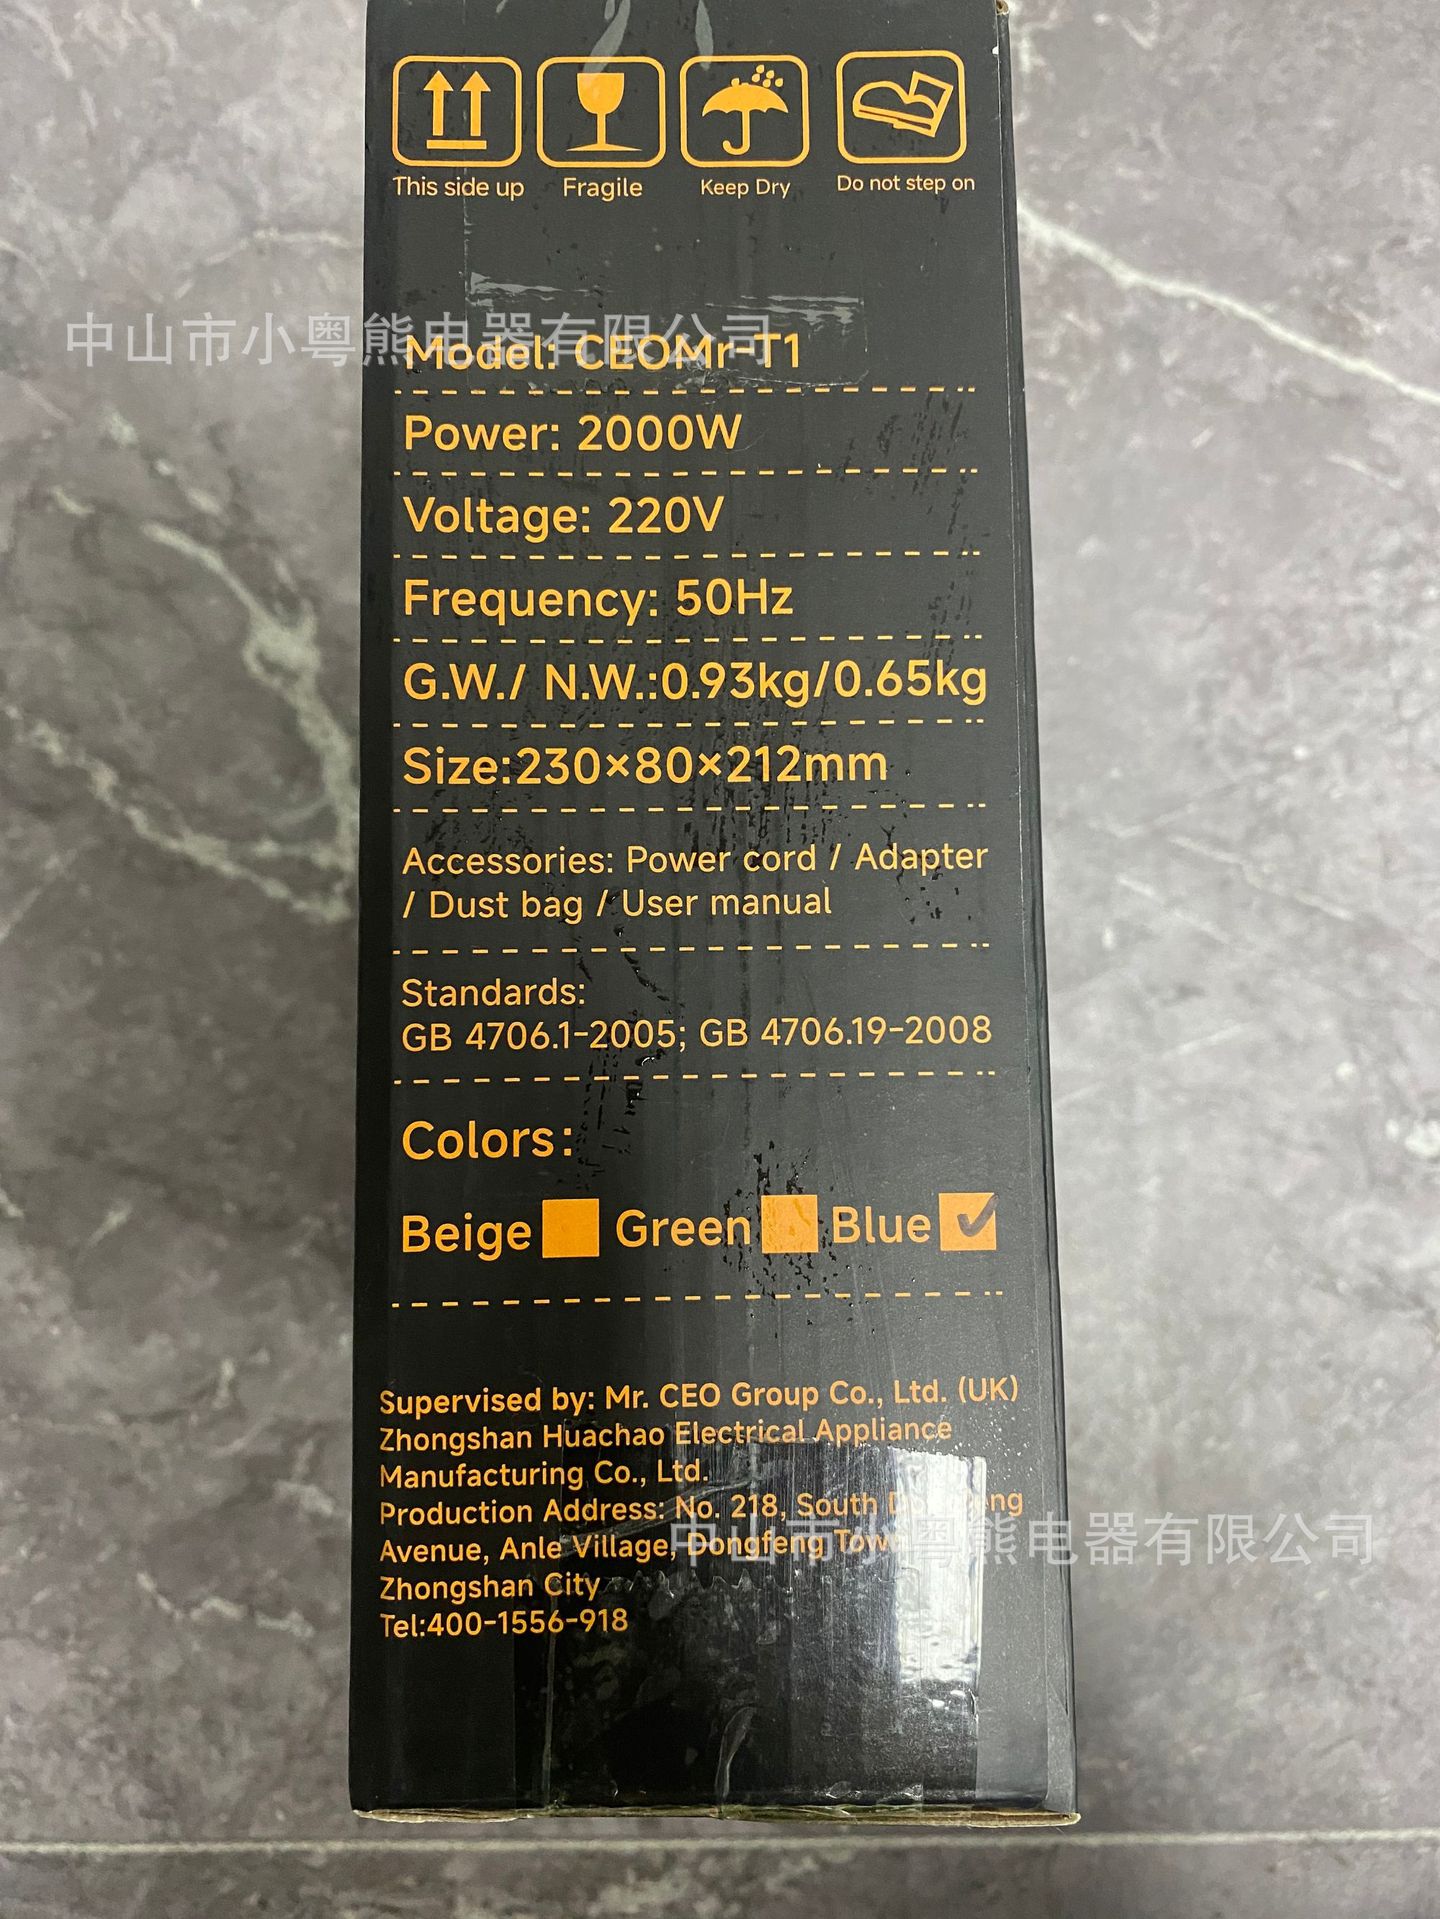 This side up
Fragile
Keep Dry
Do not step on
中山市小粤熊电器有限公司
Model: CEOMr-T1
Power: 2000W
Voltage: 220V
Frequency: 50Hz
G.W./ N.W.:0.93kg/0.65kg
Size:230×80×212mm
Accessories: Power cord / Adapter
/ Dust bag / User manual
Standards:
GB 4706.1-2005; GB 4706.19-2008
Colors:
Beige Green Blue ✓
Supervised by: Mr. CEO Group Co., Ltd. (UK)
Zhongshan Huachao Electrical Appliance
Manufacturing Co., Ltd.
Production Address: No. 218, South
中山市小粤熊电器有限公司
Avenue, Anle Village, Dongfeng Town
Zhongshan City
Tel:400-1556-918